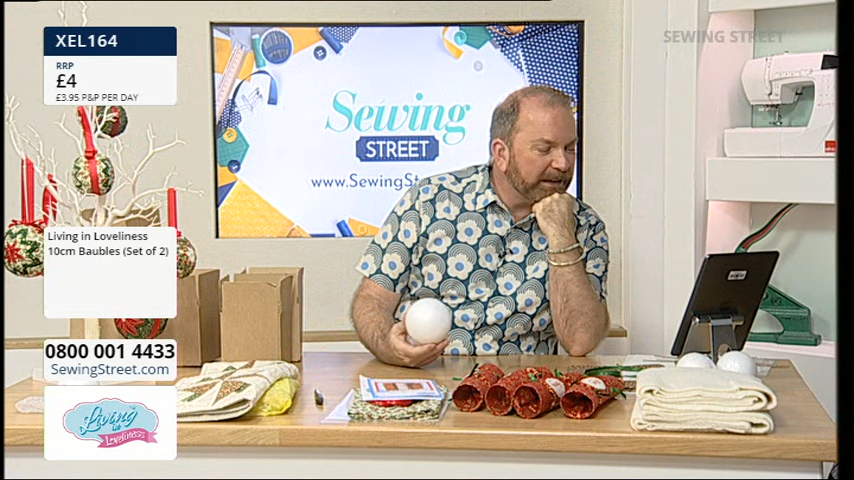 XEL164
RRP
£4
£3.95 P&P PER DAY
SEWING STREET
Sewing
STREET
www.SewingSt
Living in Loveliness
10cm Baubles (Set of 2)
0800 001 4433
SewingStreet.com
Living
in
Loveliness